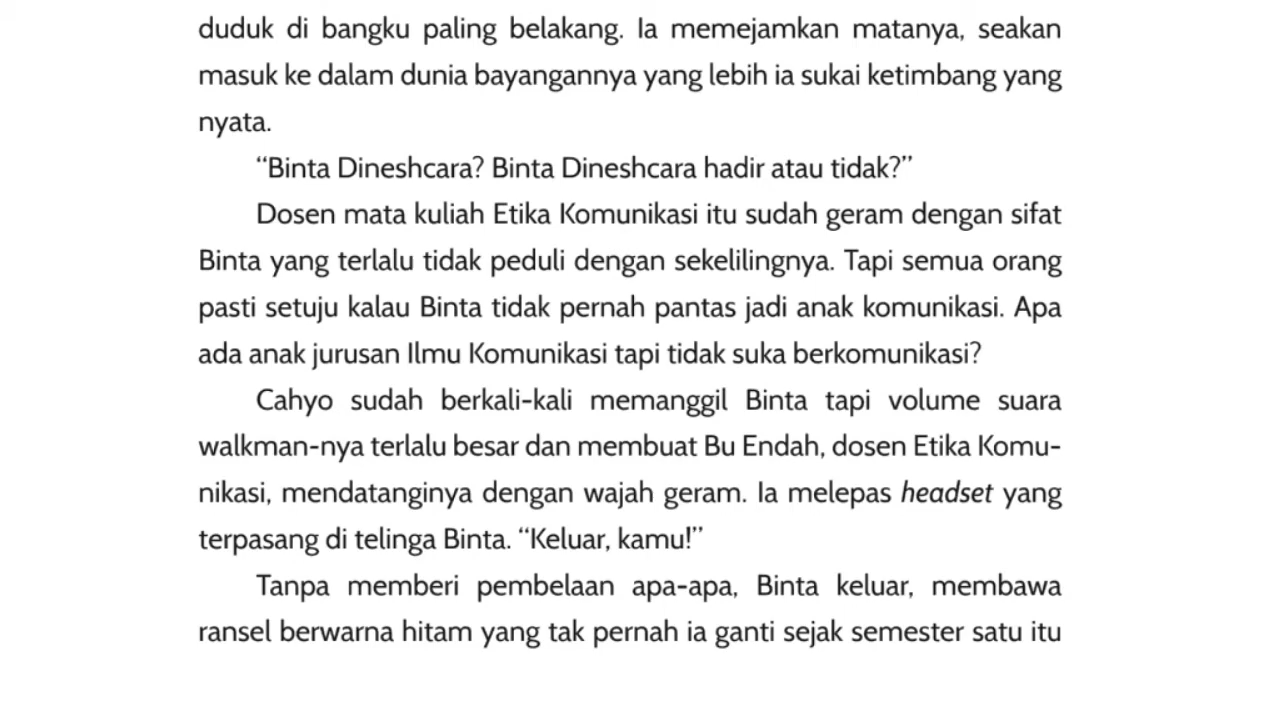 duduk di bangku paling belakang. Ia memejamkan matanya, seakan
masuk ke dalam dunia bayangannya yang lebih ia sukai ketimbang yang
nyata.
“Binta Dineshcara? Binta Dineshcara hadir atau tidak?”
Dosen mata kuliah Etika Komunikasi itu sudah geram dengan sifat
Binta yang terlalu tidak peduli dengan sekelilingnya. Tapi semua orang
pasti setuju kalau Binta tidak pernah pantas jadi anak komunikasi. Apa
ada anak jurusan Ilmu Komunikasi tapi tidak suka berkomunikasi?
Cahyo sudah berkali-kali memanggil Binta tapi volume suara
walkman-nya terlalu besar dan membuat Bu Endah, dosen Etika Komu-
nikasi, mendatanginya dengan wajah geram. Ia melepas headset yang
terpasang di telinga Binta. “Keluar, kamu!”
Tanpa memberi pembelaan apa-apa, Binta keluar, membawa
ransel berwarna hitam yang tak pernah ia ganti sejak semester satu itu